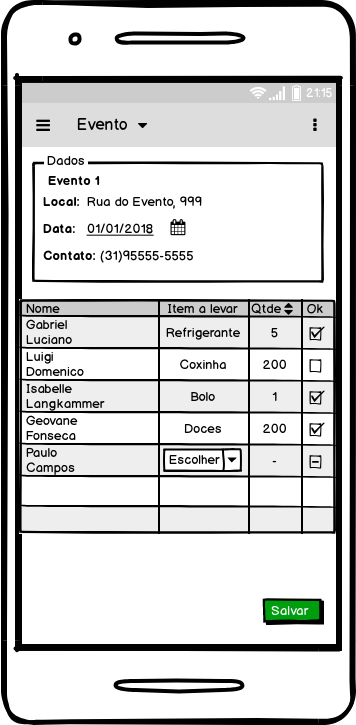 21:15
Evento
Dados
Evento 1
Local: Rua do Evento, 999
Data: 01/01/2018
Contato: (31)95555-5555
Nome Item a levar Qtde Ok
Gabriel
Luciano Refrigerante 5
Luigi
Domenico Coxinha 200
Isabelle
Langkammer Bolo 1
Geovane
Fonseca Doces 200
Paulo
Campos Escolher -
Salvar